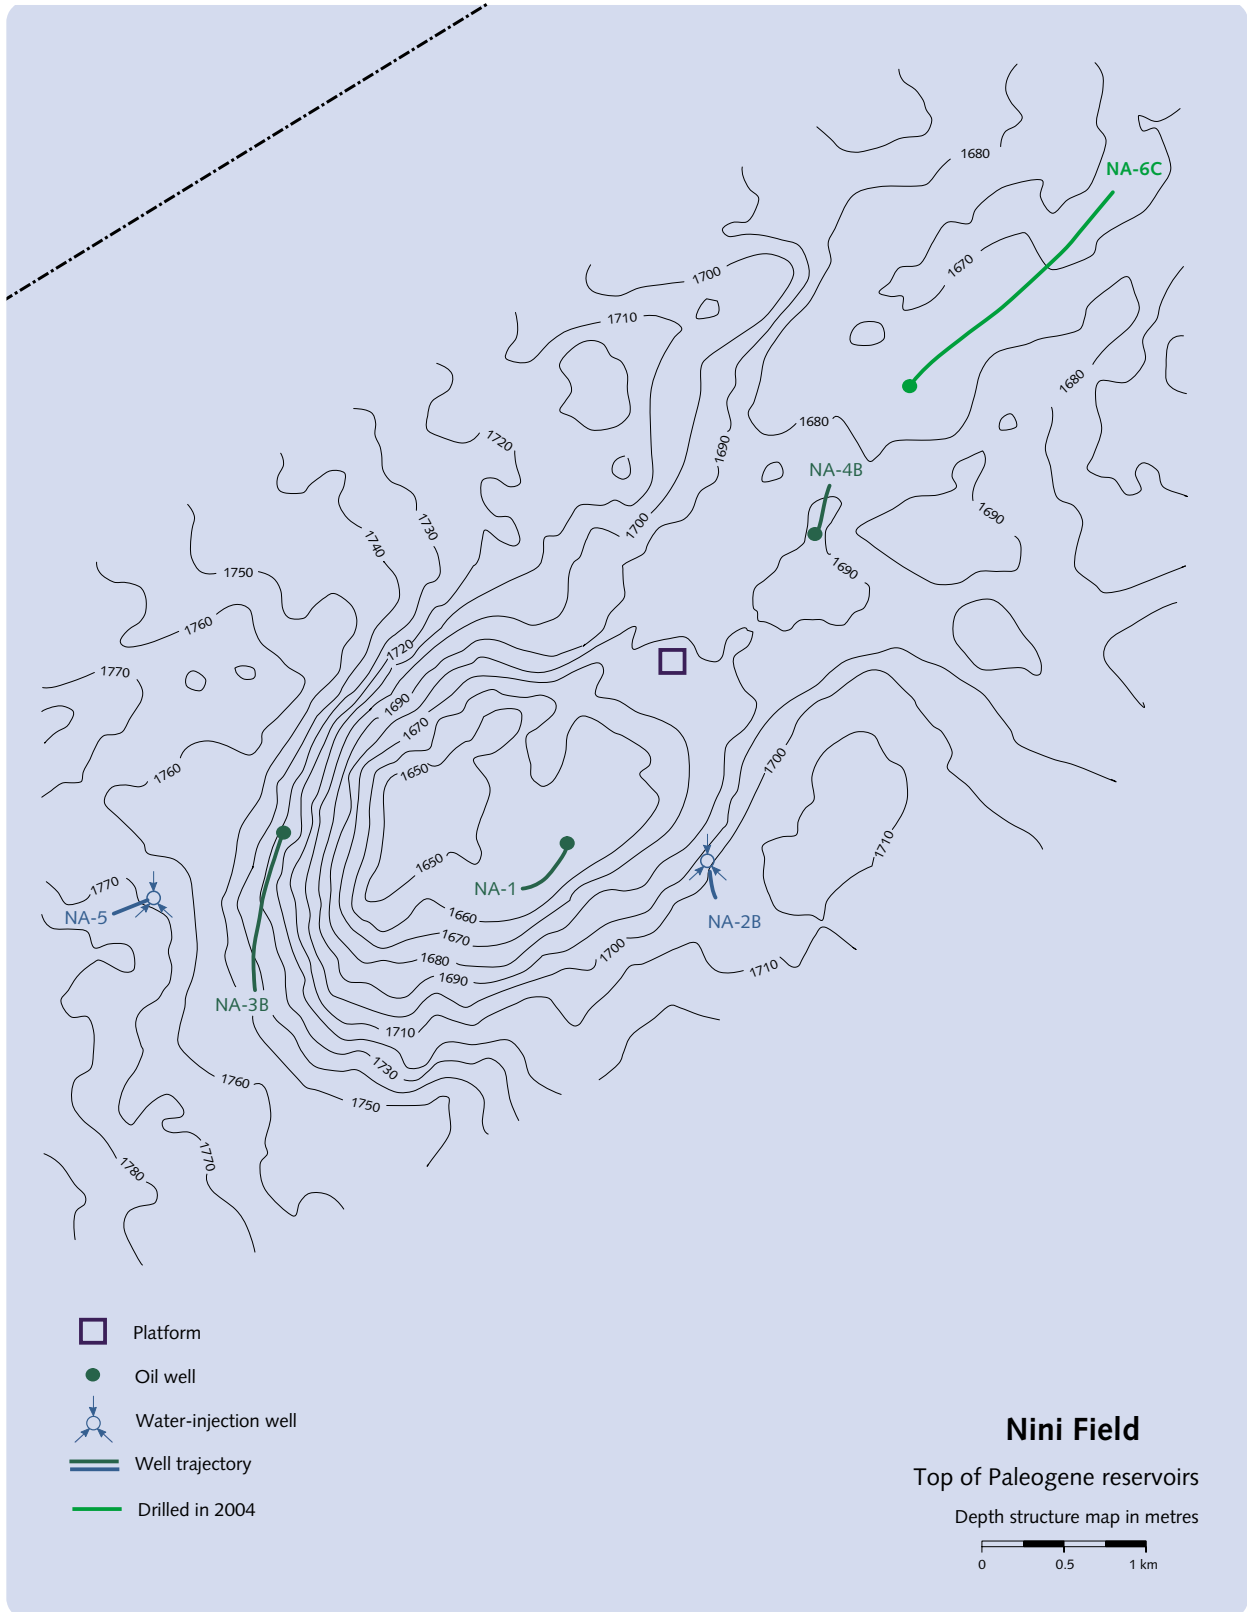 1680
NA-6C
1670
1700
1710
1680
1680
1720
1690
NA-4B
1690
1700
1730
1740
1690
1750
1760
1720
1770
1690
1670
1700
1760
1650
1710
1650
1770
NA-1
NA-5
1660
NA-2B
1670
1700
1680
1710
1690
NA-3B
1710
1730
1760
1750
1770
1780
Platform
Oil well
Water-injection well
Well trajectory
Drilled in 2004
Nini Field
Top of Paleogene reservoirs
Depth structure map in metres
0 0.5 1 km